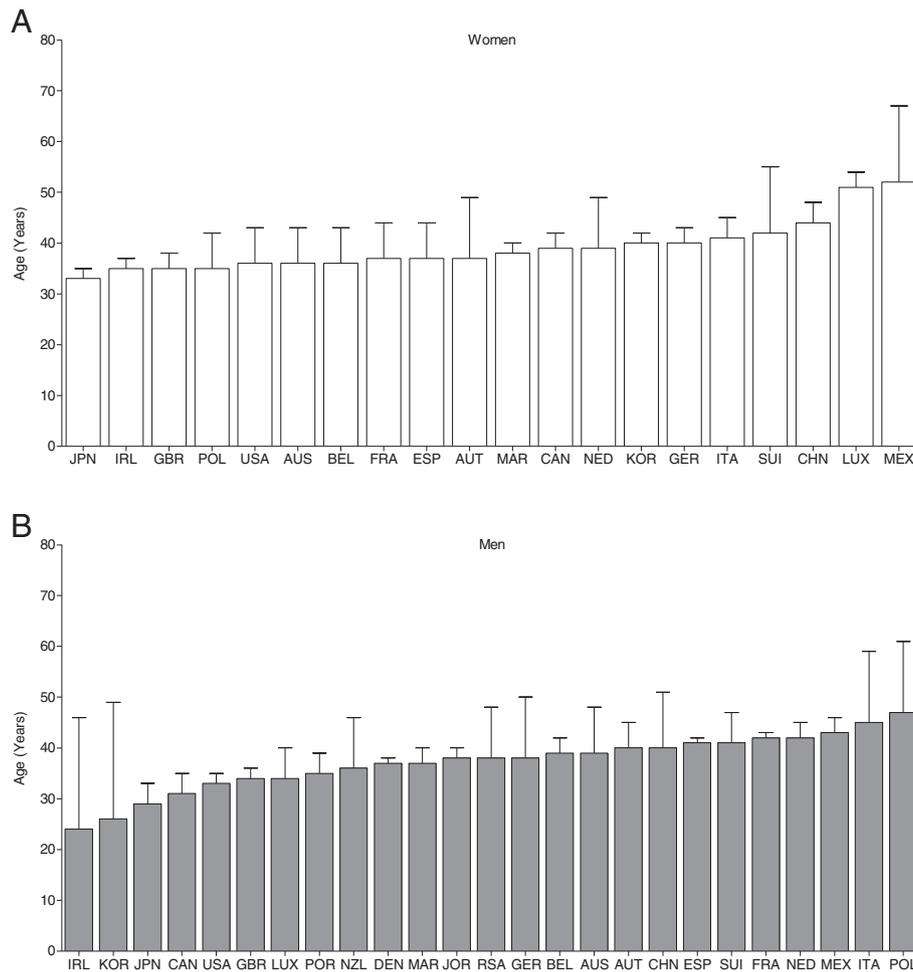 A
Women
80
70
60
50
40
30
20
10
0
Age (Years)
JPN IRL GBR POL USA AUS BEL FRA ESP AUT MAR CAN NED KOR GER ITA SUI CHN LUX MEX
B
Men
80
70
60
50
40
30
20
10
0
Age (Years)
IRL KOR JPN CAN USA GBR LUX POR NZL DEN MAR JOR RSA GER BEL AUS AUT CHN ESP SUI FRA NED MEX ITA POL